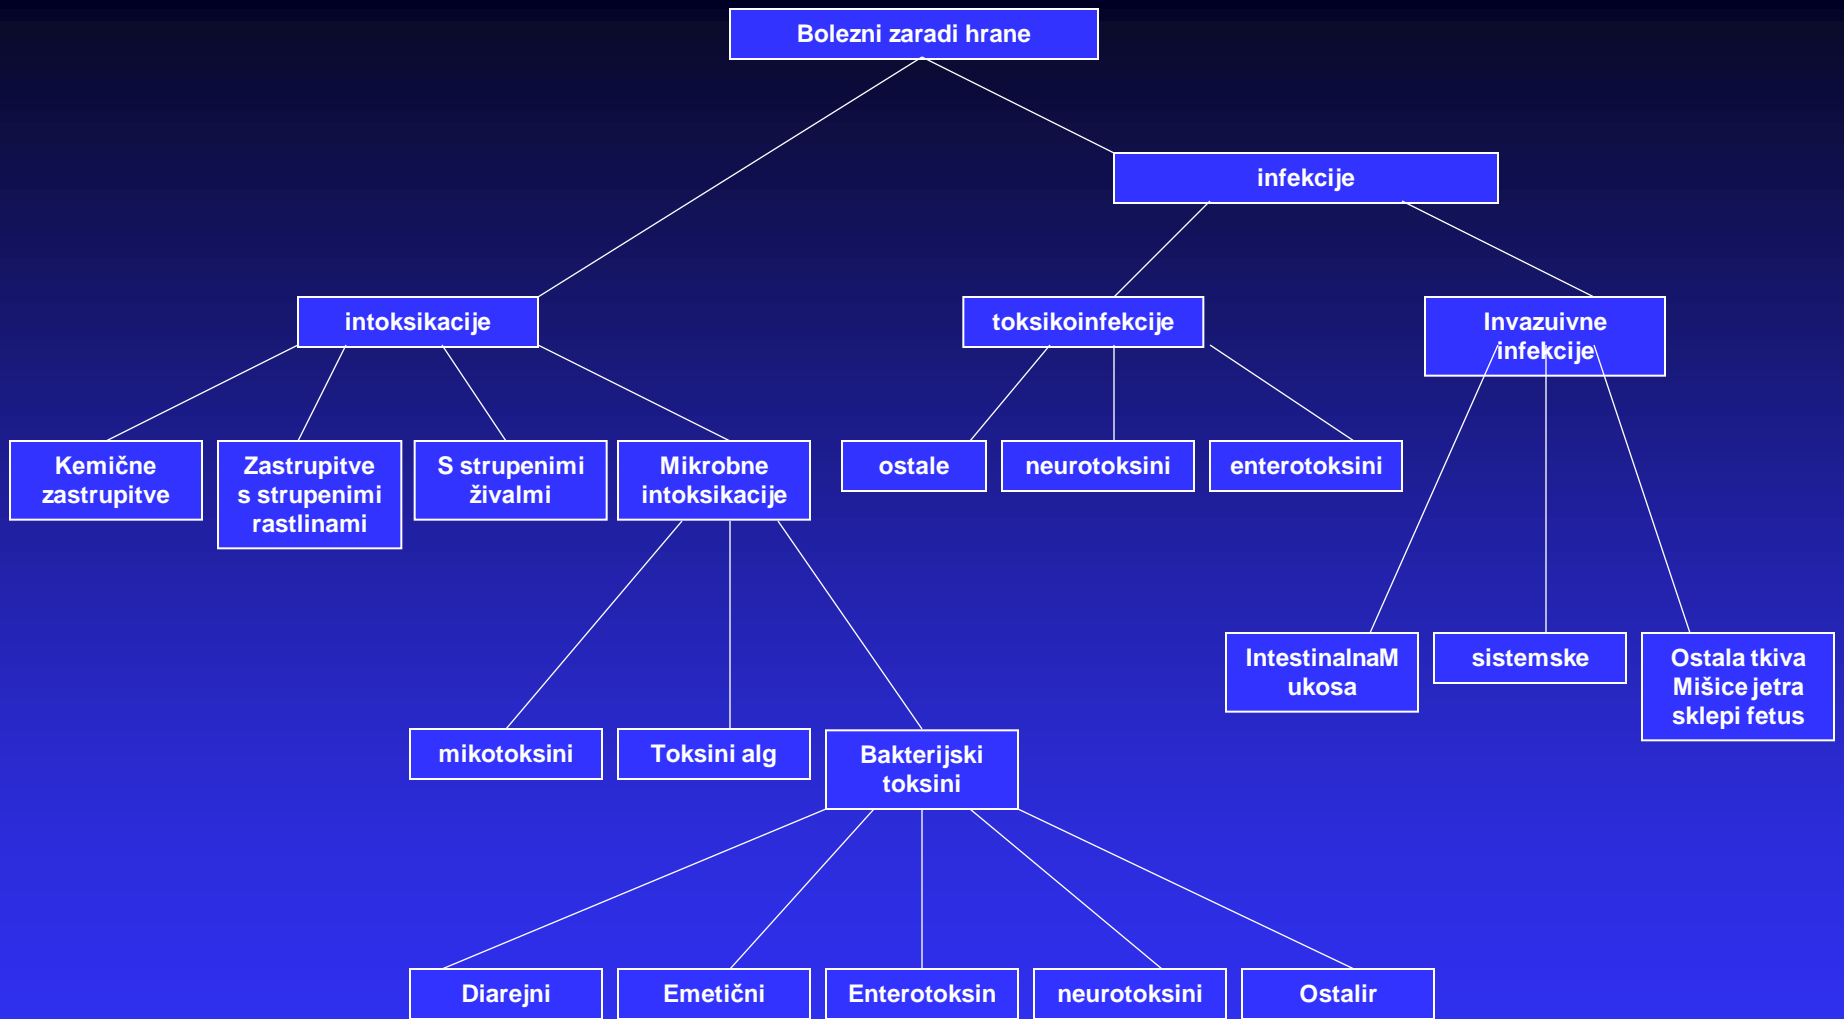 Bolezni zaradi hrane
infekcije
intoksikacije
toksikoinfekcije
Invazuivne
infekcije
Kemične
zastrupitve
Zastrupitve
s strupenimi
rastlinami
S strupenimi
živalmi
Mikrobne
intoksikacije
ostale
neurotoksini
enterotoksini
IntestinalnaM
ukosa
sistemske
Ostala tkiva
Mišice jetra
sklepi fetus
mikotoksini
Toksini alg
Bakterijski
toksini
Diarejni
Emetični
Enterotoksin
neurotoksini
Ostalir